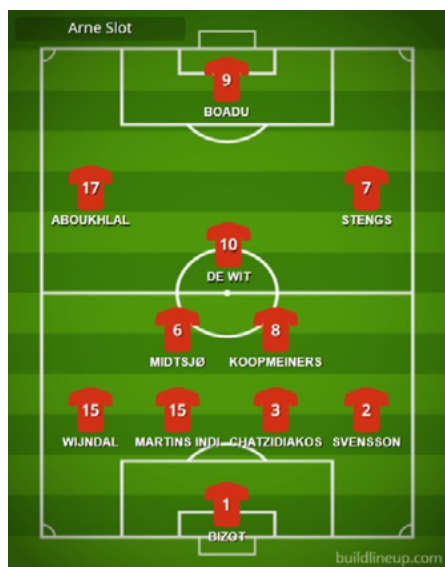 Arne Slot
9
BOADU
17 7
ABOUKHLAL STENGS
10
DE WIT
6 8
MIDTSJØ KOOPMEINERS
15 15 3 2
WIJNDAL MARTINS INDI CHATZIDIAKOS SVENSSON
1
BIZOT
buildlineup.com